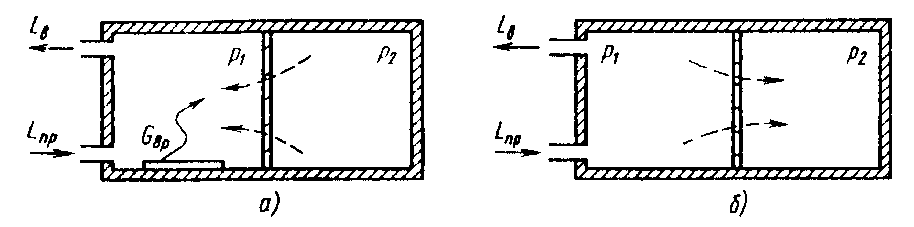 Lв p1 p2 Lв p1 p2
Lпр Gвр Lпр
а) б)